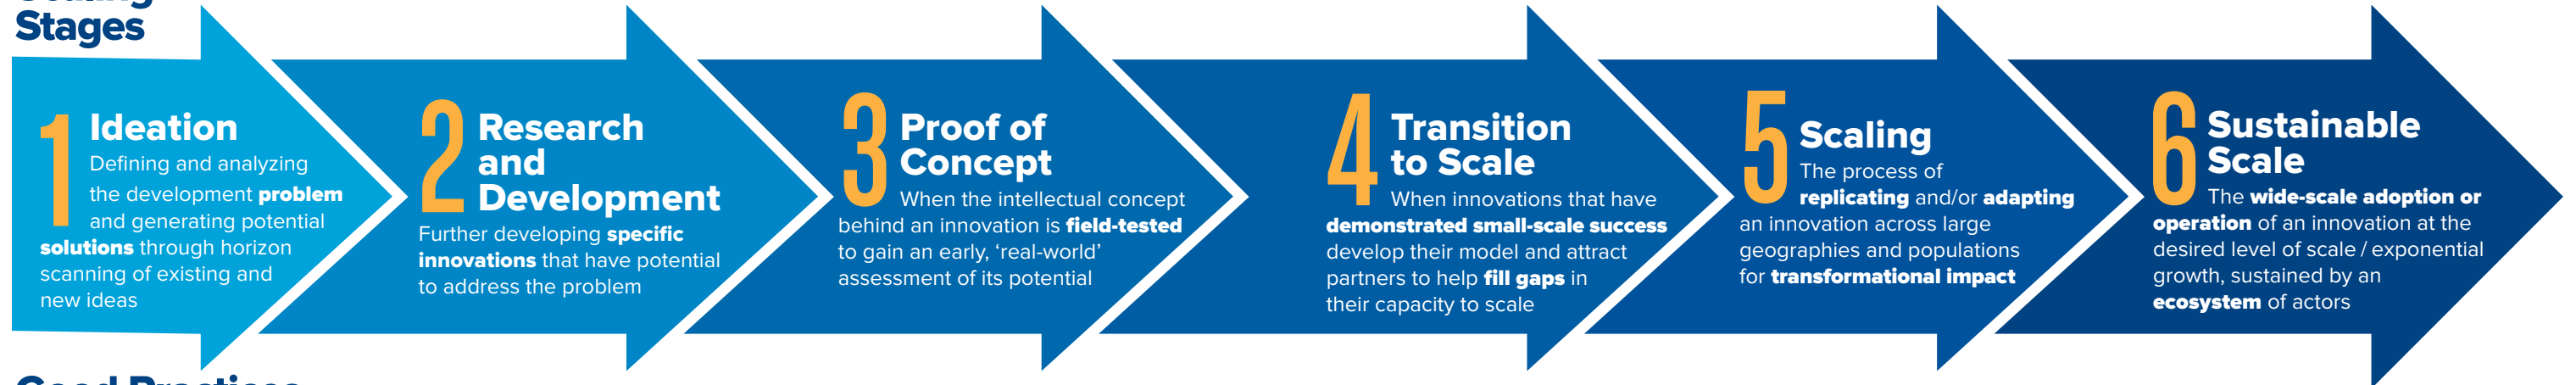 Scaling
Stages
1 Ideation
Defining and analyzing
the development problem
and generating potential
solutions through horizon
scanning of existing and
new ideas
2 Research
and
Development
Further developing specific
innovations that have potential
to address the problem
3 Proof of
Concept
When the intellectual concept
behind an innovation is field-tested
to gain an early, ‘real-world’
assessment of its potential
4 Transition
to Scale
When innovations that have
demonstrated small-scale success
develop their model and attract
partners to help fill gaps in
their capacity to scale
5 Scaling
The process of
replicating and/or adapting
an innovation across large
geographies and populations
for transformational impact
6 Sustainable
Scale
The wide-scale adoption or
operation of an innovation at the
desired level of scale / exponential
growth, sustained by an
ecosystem of actors
Good Practices